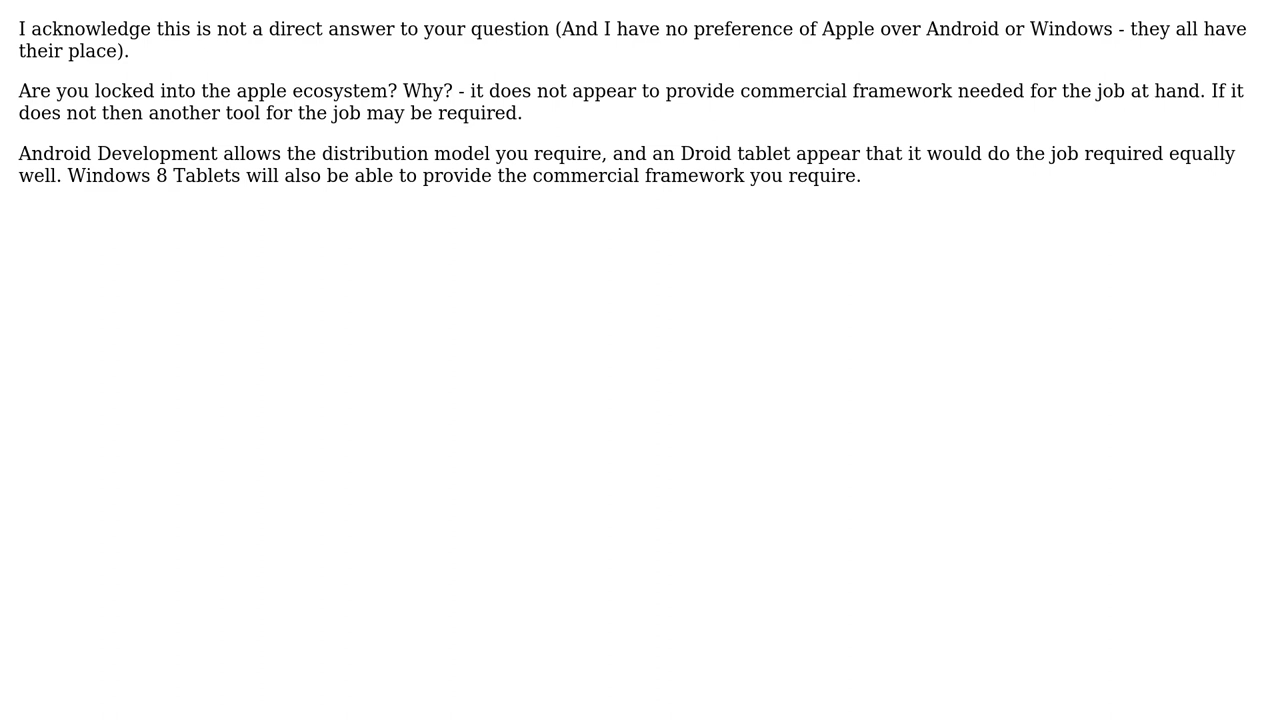 I acknowledge this is not a direct answer to your question (And I have no preference of Apple over Android or Windows - they all have
their place).
Are you locked into the apple ecosystem? Why? - it does not appear to provide commercial framework needed for the job at hand. If it
does not then another tool for the job may be required.
Android Development allows the distribution model you require, and an Droid tablet appear that it would do the job required equally
well. Windows 8 Tablets will also be able to provide the commercial framework you require.